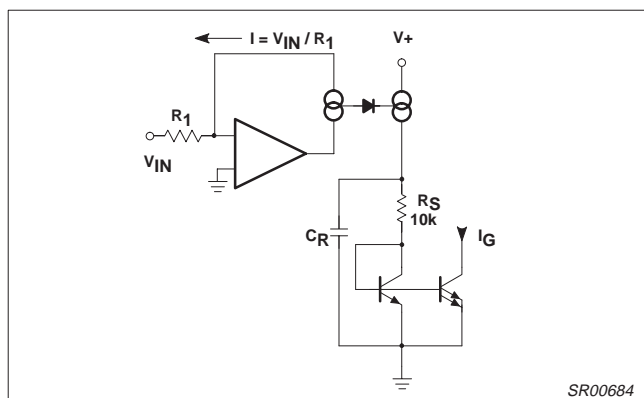 I = VIN / R1
V+
R1
VIN
RS
10k
CR
IG
SR00684